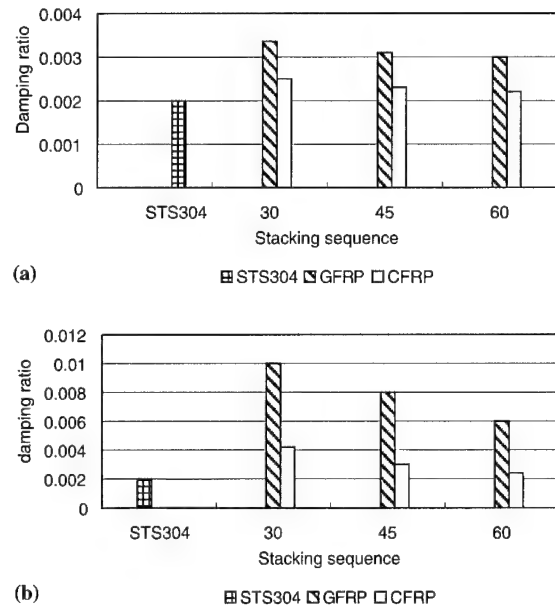 0.004
0.003
0.002
0.001
0
Damping ratio
STS304 30 45 60
Stacking sequence
(a)
STS304 GFRP CFRP
0.012
0.01
0.008
0.006
0.004
0.002
0
damping ratio
STS304 30 45 60
Stacking sequence
(b)
STS304 GFRP CFRP